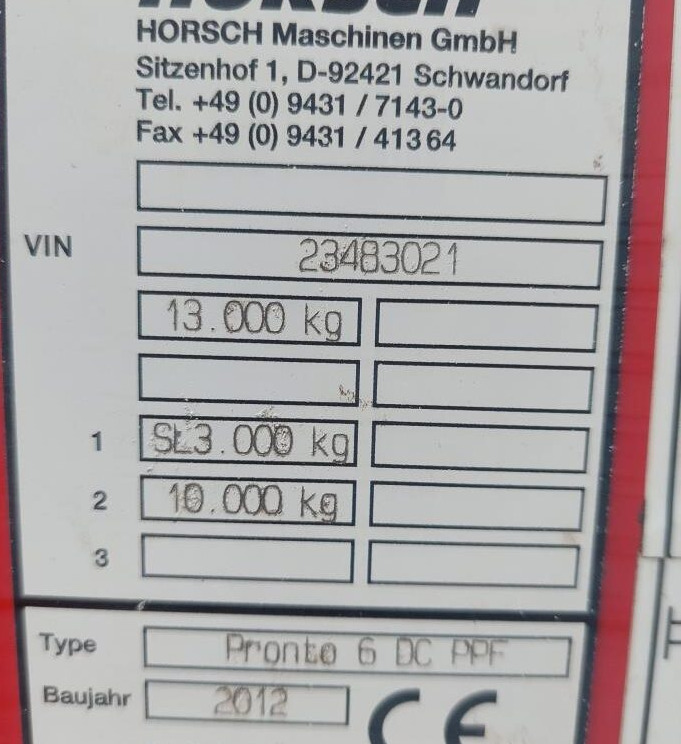 HORSCH
HORSCH Maschinen GmbH
Sitzenhof 1, D-92421 Schwandorf
Tel. +49 (0) 9431 / 7143-0
Fax +49 (0) 9431 / 41364
VIN 23483021
13.000 kg
1 SL3.000 kg
2 10.000 kg
3
Type Pronto 6 DC PPF
Baujahr 2012 CE